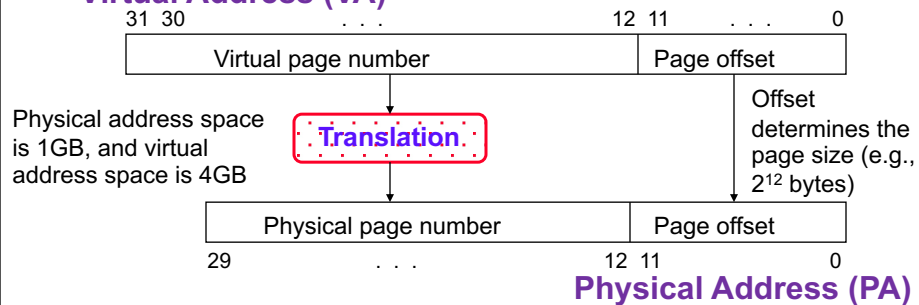 Virtual Address (VA)
31 30 . . . 12 11 . . . 0
Virtual page number Page offset
Physical address space
is 1GB, and virtual
address space is 4GB
Translation
Offset
determines the
page size (e.g.,
2¹² bytes)
Physical page number Page offset
29 . . . 12 11 0
Physical Address (PA)